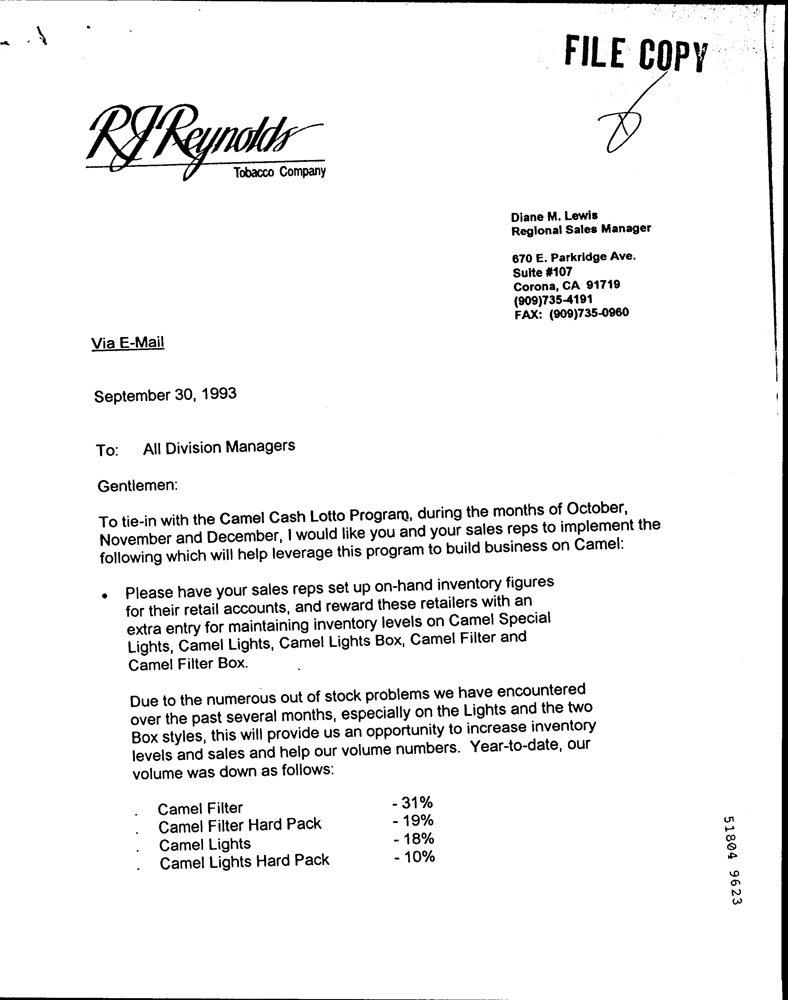 FILE COPY
RJReynolds
Tobacco Company
Diane M. Lewis
Regional Sales Manager
670 E. Parkridge Ave.
Suite #107
Corona, CA 91719
(909)735-4191
FAX: (909)735-0960
Via E-Mail
September 30, 1993
To: All Division Managers
Gentlemen:
To tie-in with the Camel Cash Lotto Program, during the months of October,
November and December, I would like you and your sales reps to implement the
following which will help leverage this program to build business on Camel:
• Please have your sales reps set up on-hand inventory figures
for their retail accounts, and reward these retailers with an
extra entry for maintaining inventory levels on Camel Special
Lights, Camel Lights, Camel Lights Box, Camel Filter and
Camel Filter Box.
Due to the numerous out of stock problems we have encountered
over the past several months, especially on the Lights and the two
Box styles, this will provide us an opportunity to increase inventory
levels and sales and help our volume numbers. Year-to-date, our
volume was down as follows:
. Camel Filter - 31%
. Camel Filter Hard Pack - 19%
. Camel Lights - 18%
. Camel Lights Hard Pack - 10%
51804 9623